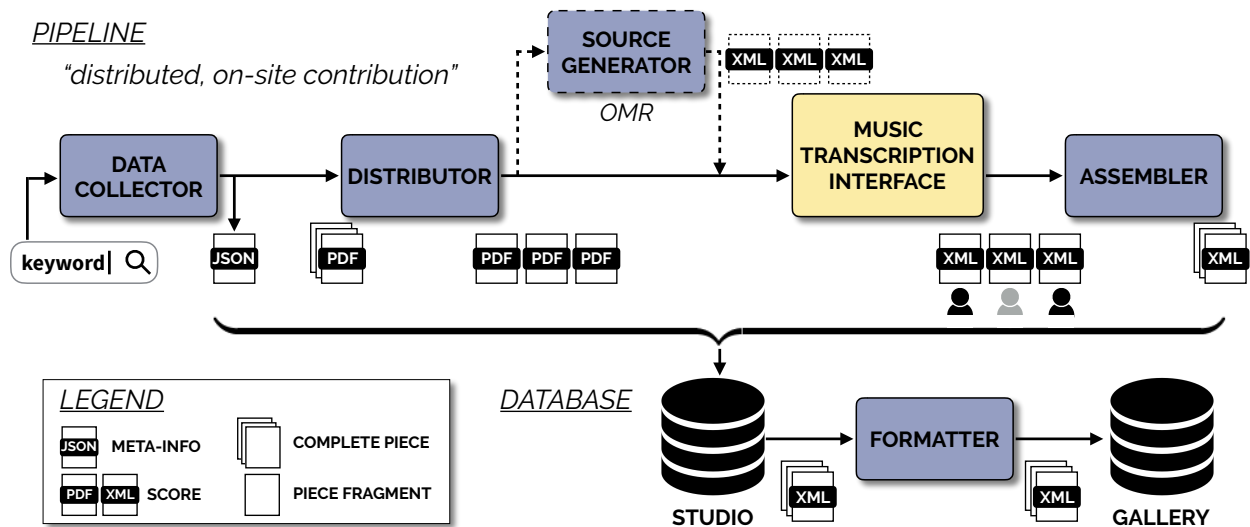 PIPELINE
"distributed, on-site contribution"
SOURCE
GENERATOR
OMR
XML XML XML
DATA
COLLECTOR
DISTRIBUTOR
MUSIC
TRANSCRIPTION
INTERFACE
ASSEMBLER
keyword|
JSON
PDF
PDF PDF PDF
XML XML XML
XML
LEGEND
JSON META-INFO
COMPLETE PIECE
PDF XML SCORE
PIECE FRAGMENT
DATABASE
STUDIO
XML
FORMATTER
XML
GALLERY